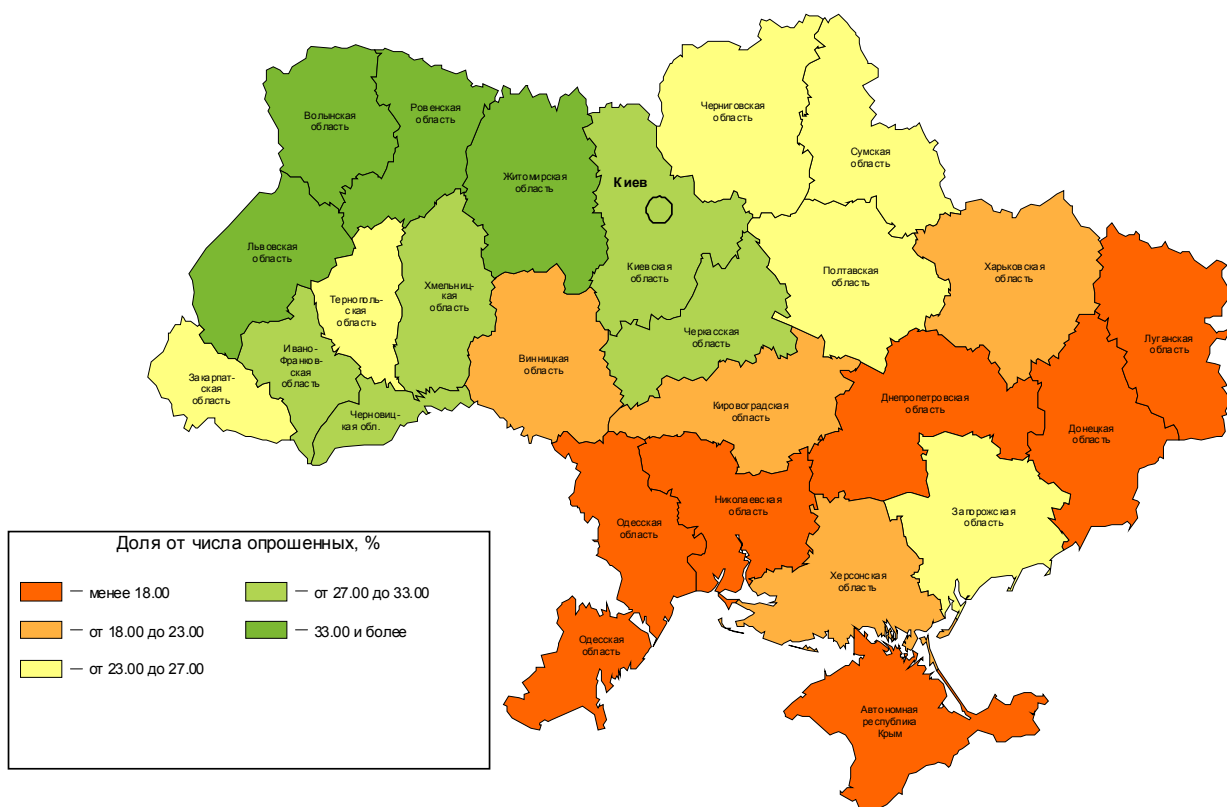 Волынская
область
Ровенская
область
Житомирская
область
Киев
Черниговская
область
Сумская
область
Львовская
область
Тернополь-
ская
область
Хмельниц-
кая
область
Киевская
область
Полтавская
область
Харьковская
область
Луганская
область
Закарпат-
ская
область
Ивано-
Франков-
ская
область
Черновиц-
кая обл.
Винницкая
область
Черкасская
область
Кировоградская
область
Днепропетровская
область
Донецкая
область
Одесская
область
Николаевская
область
Запорожская
область
Херсонская
область
Одесская
область
Автономная
республика
Крым
Доля от числа опрошенных, %
— менее 18.00
— от 18.00 до 23.00
— от 23.00 до 27.00
— от 27.00 до 33.00
— 33.00 и более